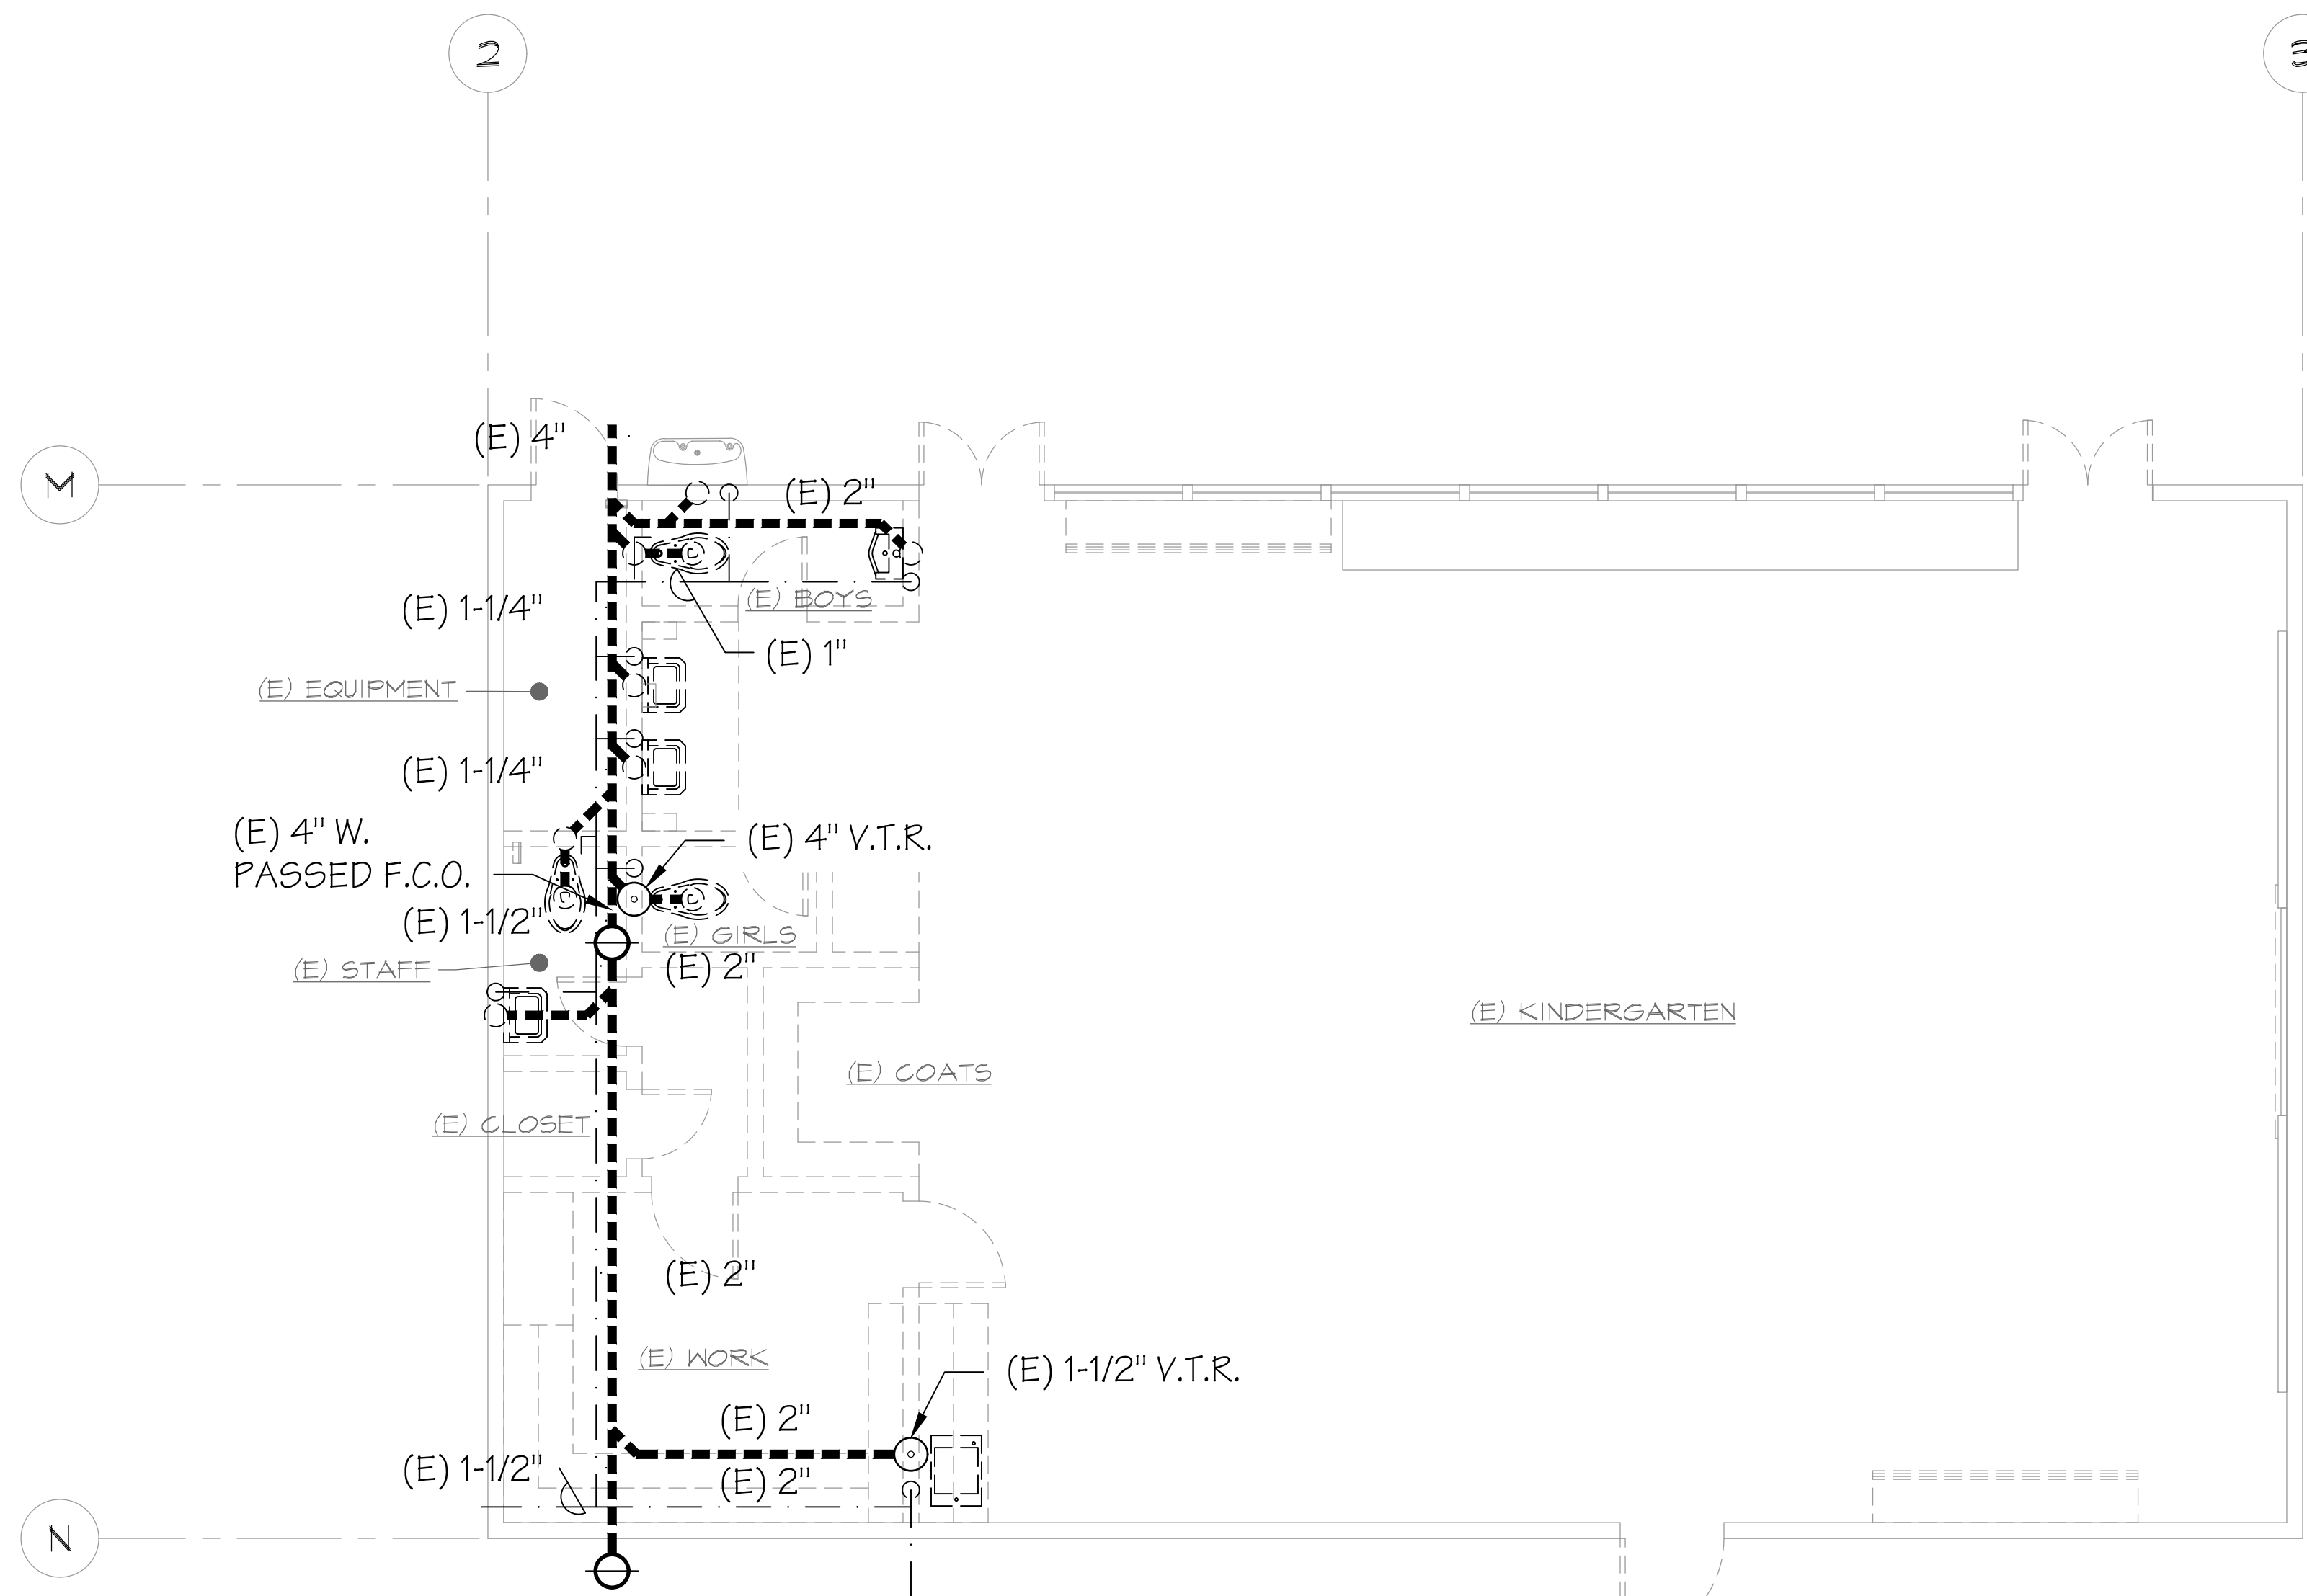 2
3
(E) 4"
M
(E) 2"
(E) 1-1/4"
(E) BOYS
(E) 1"
(E) EQUIPMENT
(E) 1-1/4"
(E) 4" W.
PASSED F.C.O.
(E) 4" V.T.R.
(E) 1-1/2"
(E) GIRLS
(E) 2"
(E) STAFF
(E) KINDERGARTEN
(E) COATS
(E) CLOSET
(E) 2"
(E) WORK
(E) 1-1/2" V.T.R.
(E) 2"
(E) 1-1/2"
(E) 2"
N